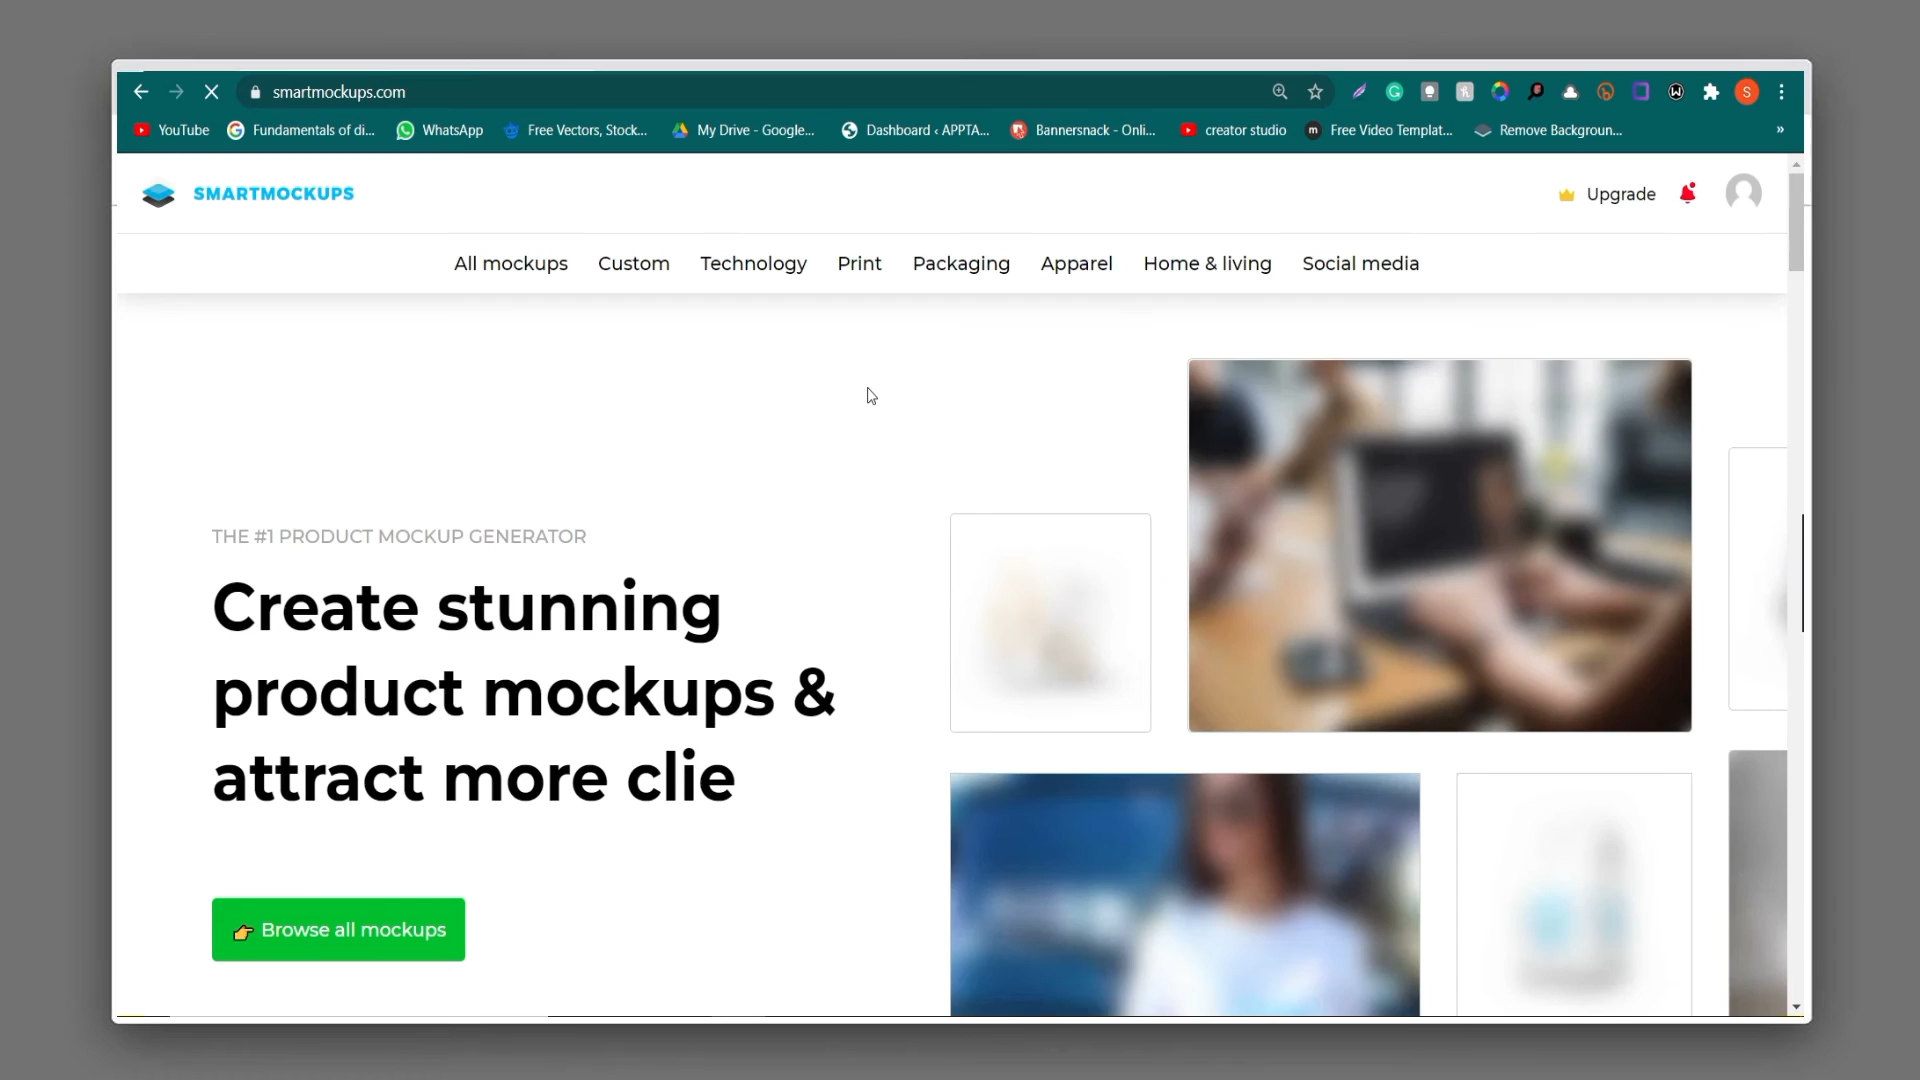 smartmockups.com
YouTube
Fundamentals of di...
WhatsApp
Free Vectors, Stock...
My Drive - Google...
Dashboard ‹ APPTA...
Bannersnack - Onli...
creator studio
Free Video Templat...
Remove Backgroun...
»
S
SMARTMOCKUPS
Upgrade
All mockups
Custom
Technology
Print
Packaging
Apparel
Home & living
Social media
THE #1 PRODUCT MOCKUP GENERATOR
Create stunning
product mockups &
attract more clie
Browse all mockups